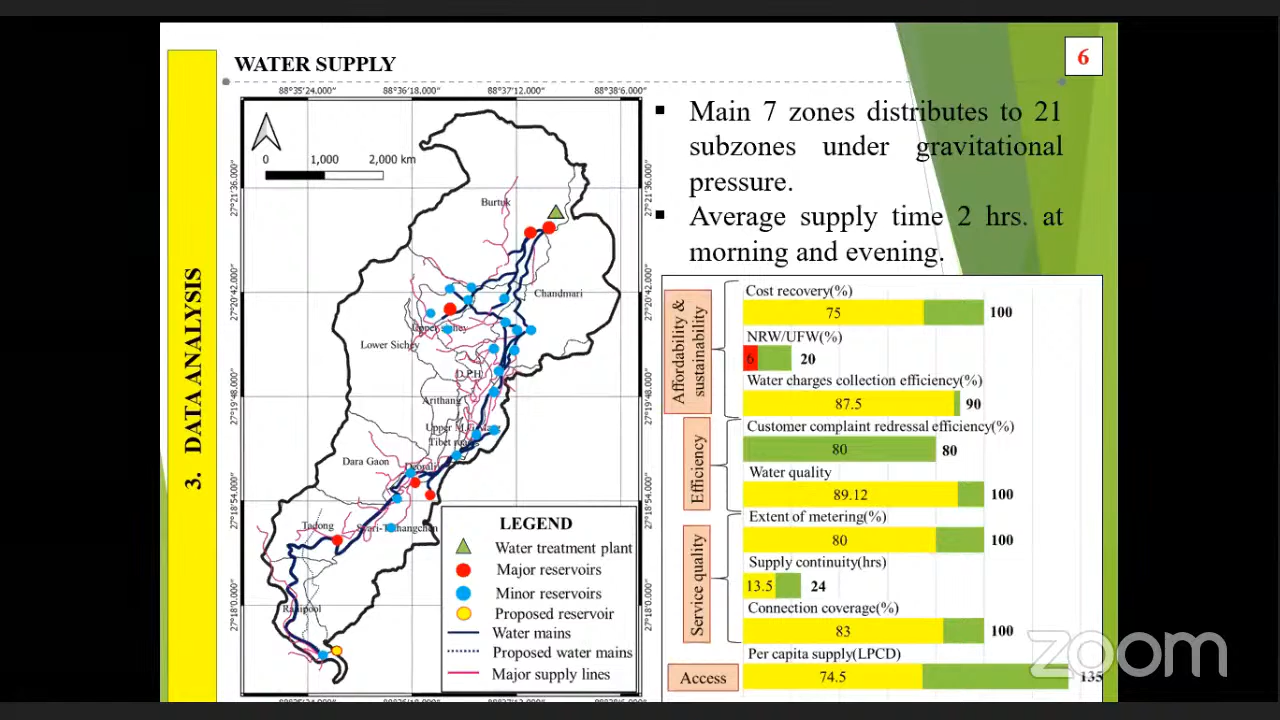 WATER SUPPLY
6
3. DATA ANALYSIS
88°35'24.000"
88°36'18.000"
88°37'12.000"
88°38'6.000"
0 1,000 2,000 km
27°21'36.000"
27°20'42.000"
27°19'48.000"
27°18'54.000"
27°18'0.000"
Burtuk
Chandmari
Lower Sichey
D.P.H
Arithang
Dara Gaon
Deorali
Tadong
Ranipool
LEGEND
Water treatment plant
Major reservoirs
Minor reservoirs
Proposed reservoir
Water mains
Proposed water mains
Major supply lines
▪ Main 7 zones distributes to 21
subzones under gravitational
pressure.
▪ Average supply time 2 hrs. at
morning and evening.
Affordability &
sustainability
Cost recovery(%)
75 100
NRW/UFW(%)
6 20
Water charges collection efficiency(%)
87.5 90
Efficiency
Customer complaint redressal efficiency(%)
80 80
Water quality
89.12 100
Service quality
Extent of metering(%)
80 100
Supply continuity(hrs)
13.5 24
Connection coverage(%)
83 100
Access
Per capita supply(LPCD)
74.5 135
zoom